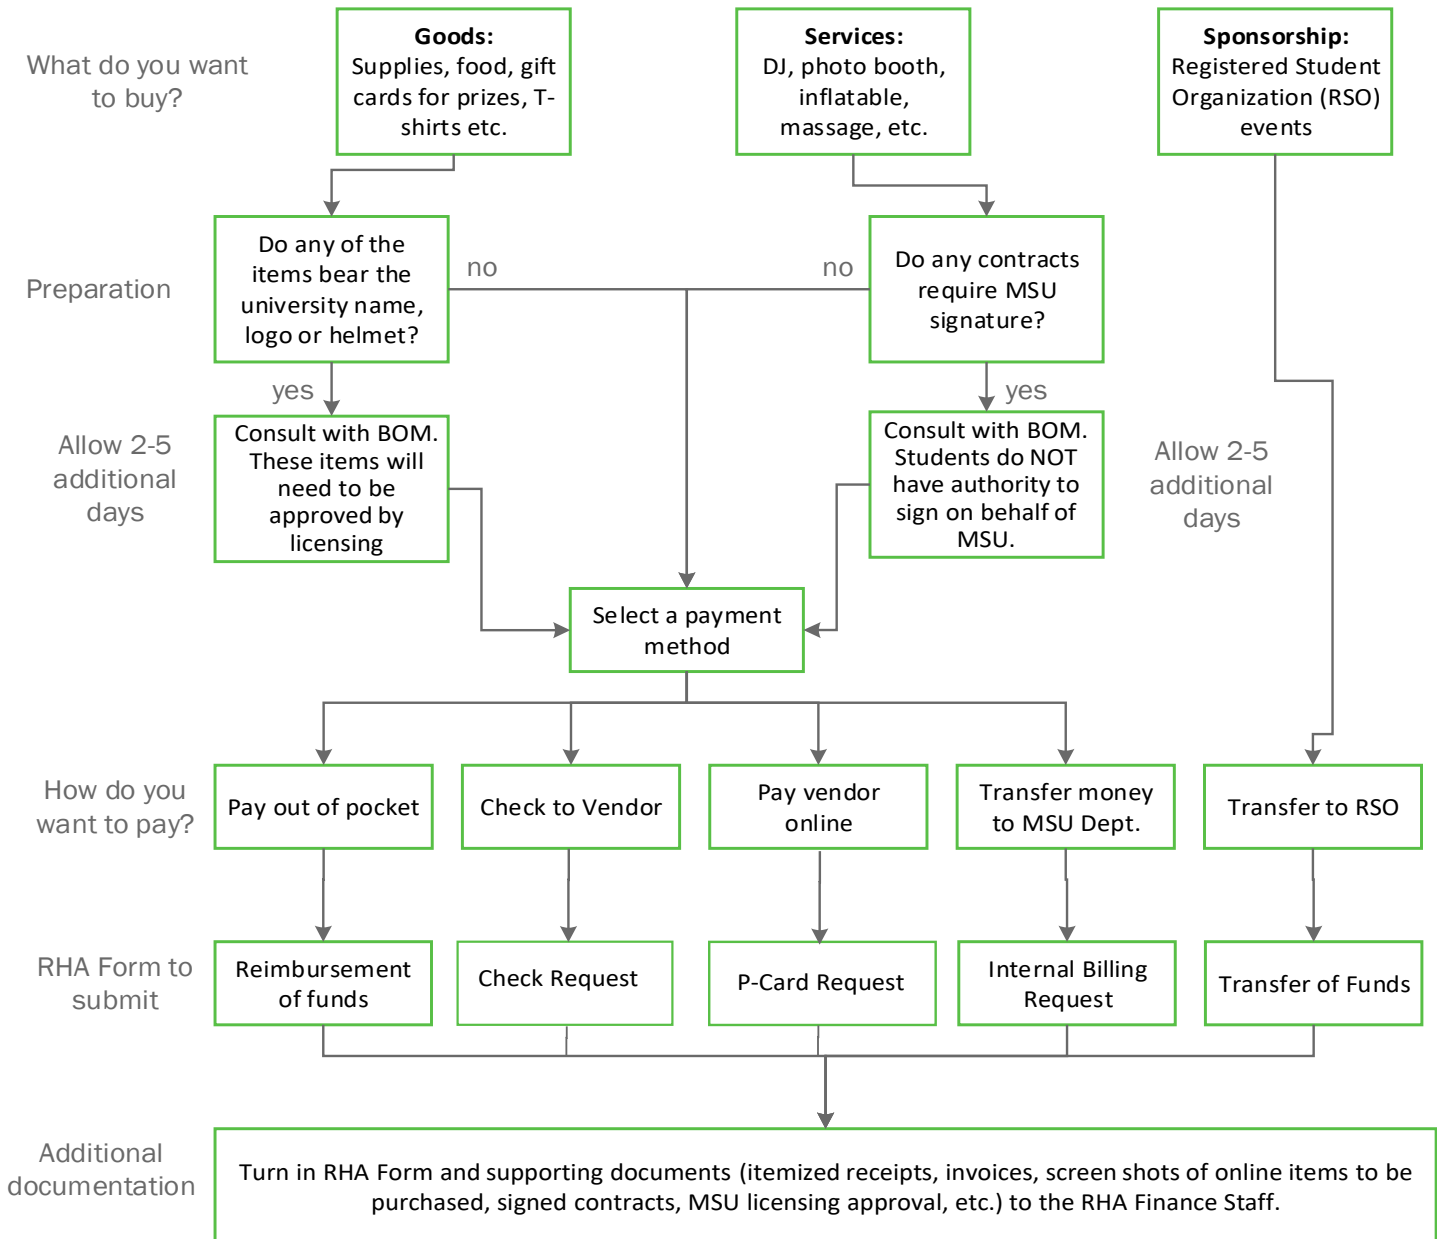 What do you want
to buy?
Goods:
Supplies, food, gift
cards for prizes, T-
shirts etc.
Services:
DJ, photo booth,
inflatable,
massage, etc.
Sponsorship:
Registered Student
Organization (RSO)
events
Preparation
Do any of the
items bear the
university name,
logo or helmet?
no
no
Do any contracts
require MSU
signature?
yes
yes
Allow 2-5
additional
days
Consult with BOM.
These items will
need to be
approved by
licensing
Consult with BOM.
Students do NOT
have authority to
sign on behalf of
MSU.
Allow 2-5
additional
days
Select a payment
method
How do you
want to pay?
Pay out of pocket
Check to Vendor
Pay vendor
online
Transfer money
to MSU Dept.
Transfer to RSO
RHA Form to
submit
Reimbursement
of funds
Check Request
P-Card Request
Internal Billing
Request
Transfer of Funds
Additional
documentation
Turn in RHA Form and supporting documents (itemized receipts, invoices, screen shots of online items to be
purchased, signed contracts, MSU licensing approval, etc.) to the RHA Finance Staff.